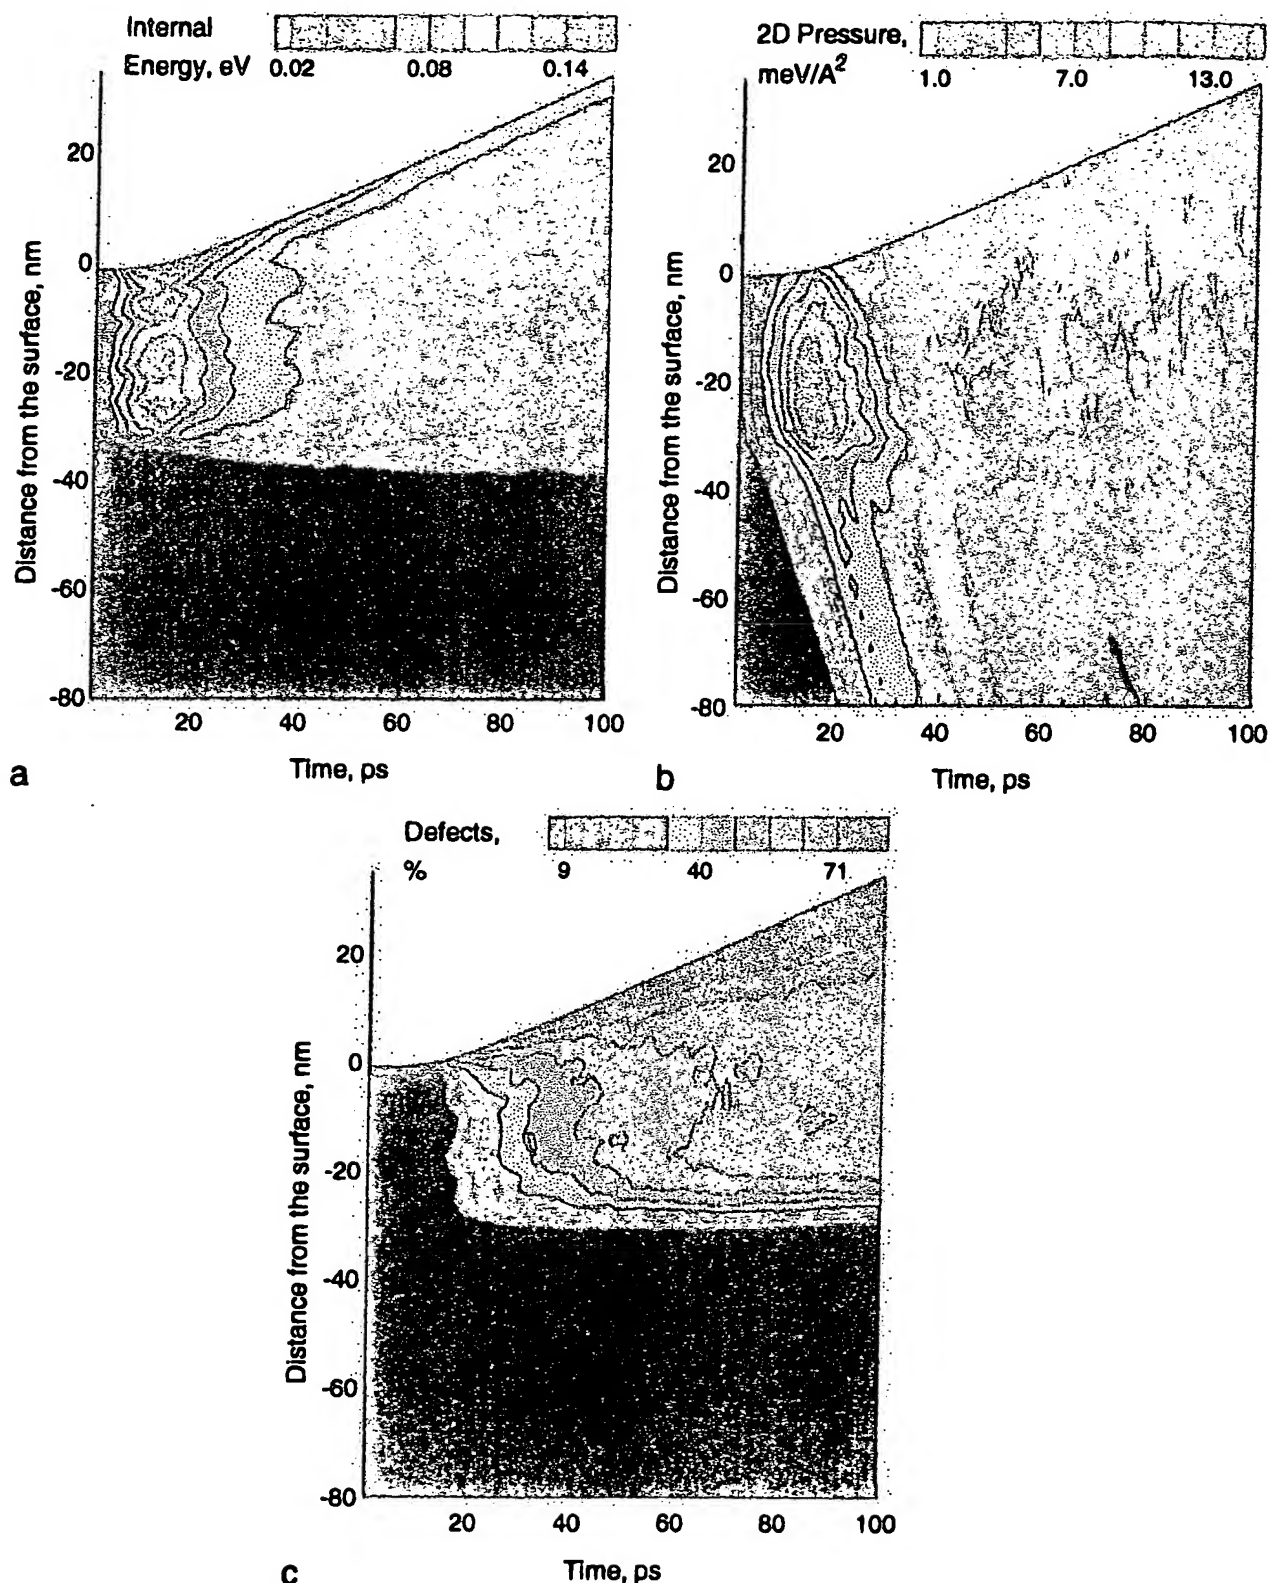 Internal
Energy, eV 0.02 0.08 0.14
20
0
-20
-40
-60
-80
Distance from the surface, nm
20 40 60 80 100
Time, ps
a
2D Pressure,
meV/A²
1.0 7.0 13.0
20
0
-20
-40
-60
-80
Distance from the surface, nm
20 40 60 80 100
Time, ps
b
Defects,
% 9 40 71
20
0
-20
-40
-60
-80
Distance from the surface, nm
20 40 60 80 100
Time, ps
c